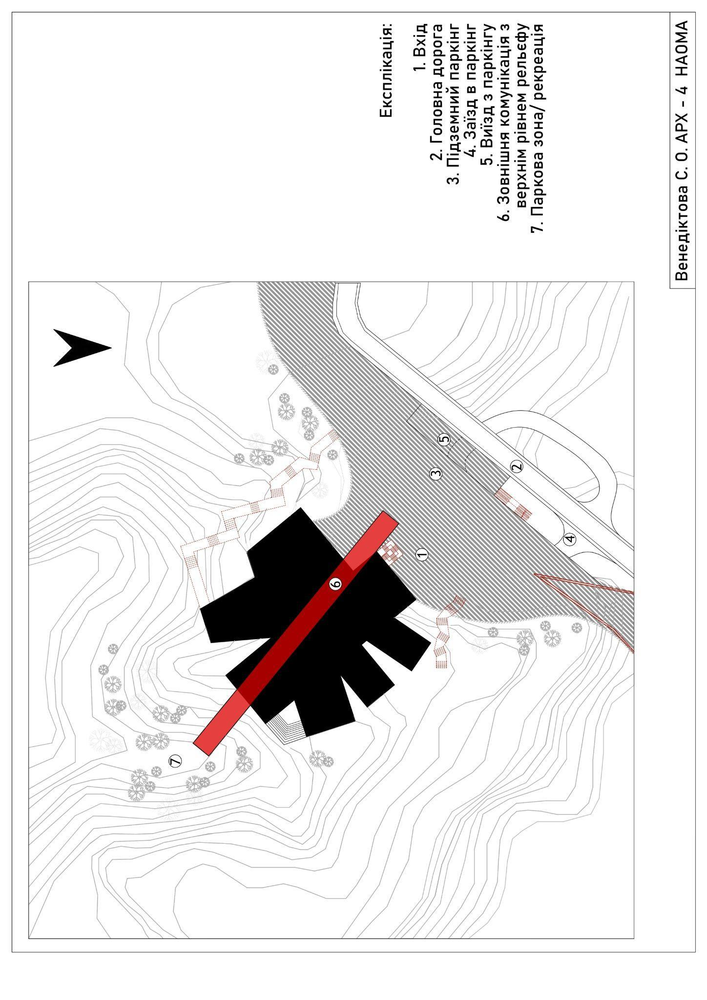 Експлікація:
1. Вхід
2. Головна дорога
3. Підземний паркінг
4. Заїзд в паркінг
5. Виїзд з паркінгу
6. Зовнішня комунікація з
верхнім рівнем рельєфу
7. Паркова зона/ рекреація
Венедіктова С. О. АРХ - 4 НАОМА
5
3
2
4
1
6
7